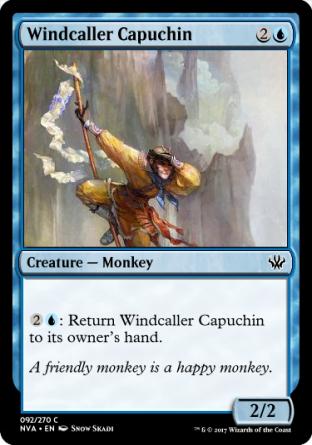 Windcaller Capuchin 2
Creature — Monkey
2 : Return Windcaller Capuchin
to its owner's hand.
A friendly monkey is a happy monkey.
2/2
092/270 C
NVA • EN Snow Skadi
™ & © 2017 Wizards of the Coast